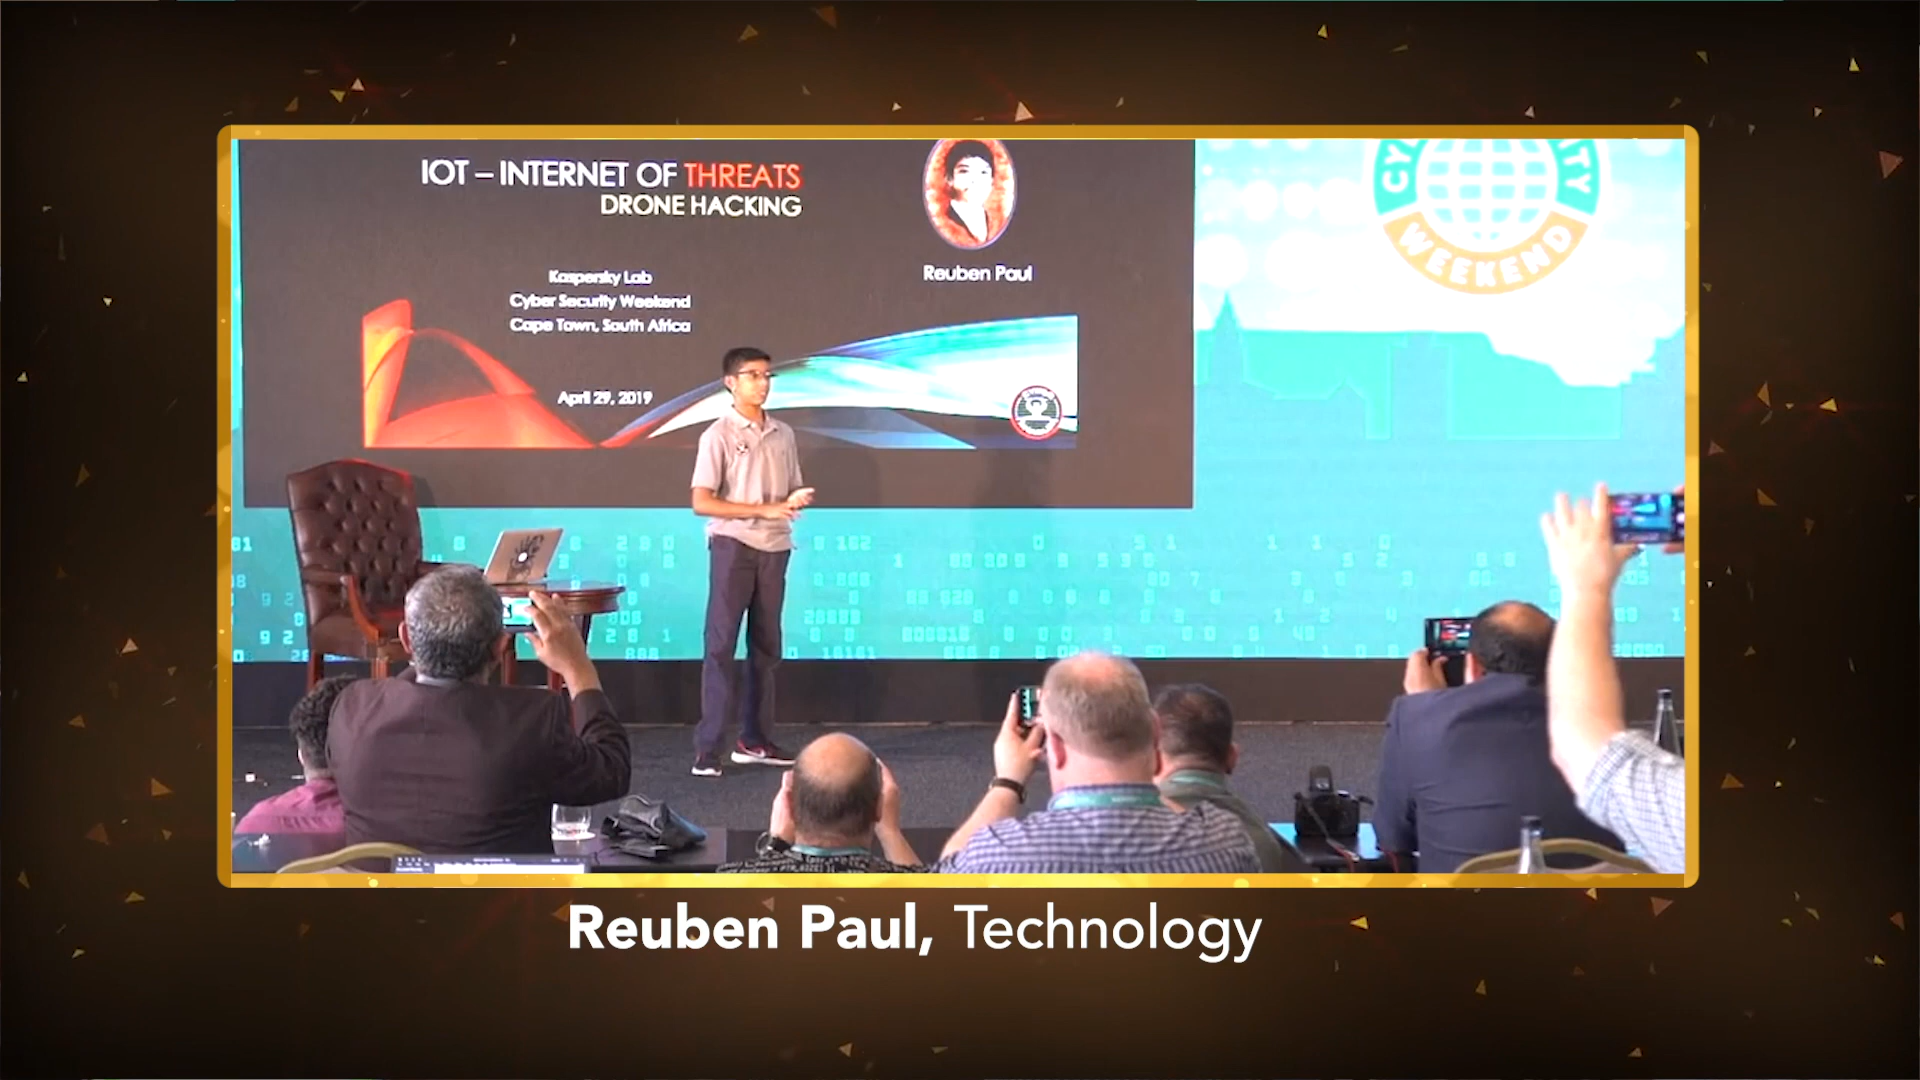 IOT – INTERNET OF THREATS
DRONE HACKING
Reuben Paul
Kaspersky Lab
Cyber Security Weekend
Cape Town, South Africa
April 29, 2019
WEEKEND
Reuben Paul, Technology